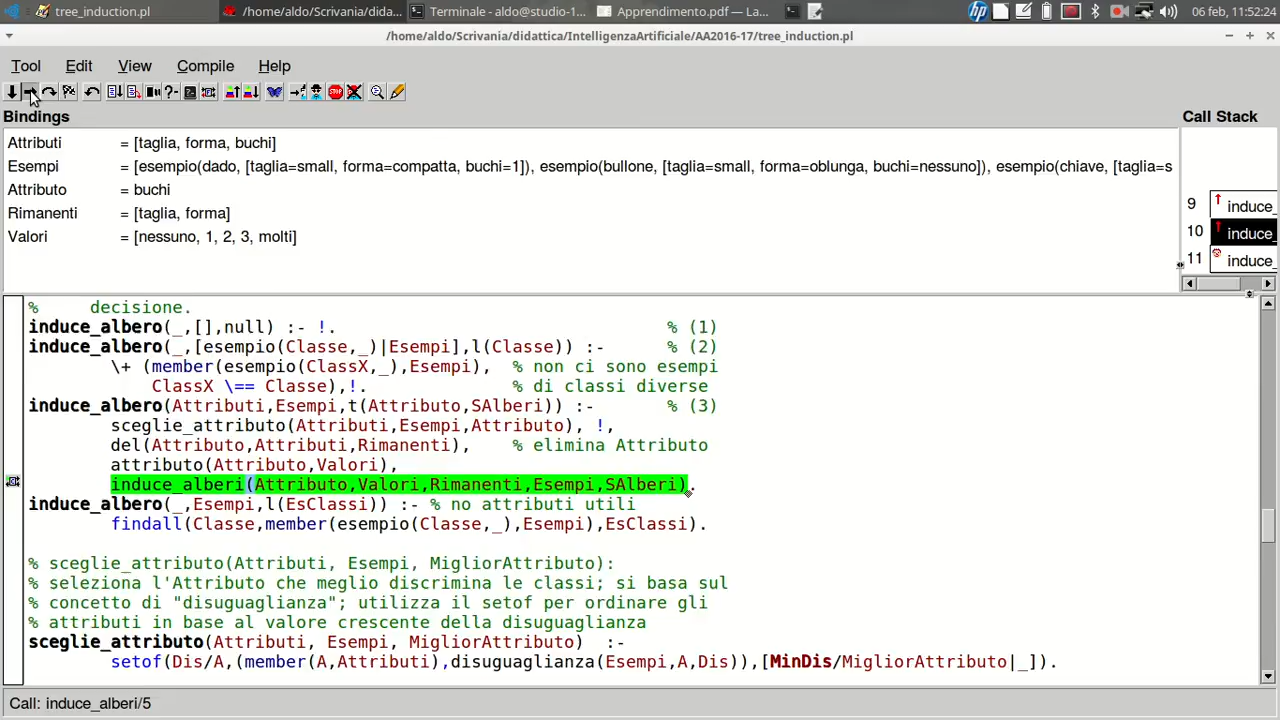 tree_induction.pl
/home/aldo/Scrivania/dida...
Terminale - aldo@studio-1...
Apprendimento.pdf — La...
06 feb, 11:52:24
/home/aldo/Scrivania/didattica/IntelligenzaArtificiale/AA2016-17/tree_induction.pl
Tool Edit View Compile Help
Bindings
Call Stack
Attributi = [taglia, forma, buchi]
Esempi = [esempio(dado, [taglia=small, forma=compatta, buchi=1]), esempio(bullone, [taglia=small, forma=oblunga, buchi=nessuno]), esempio(chiave, [taglia=s
Attributo = buchi
Rimanenti = [taglia, forma]
Valori = [nessuno, 1, 2, 3, molti]
9 induce_
10 induce_
11 induce_
% decisione.
induce_albero(_,[],null) :- !. % (1)
induce_albero(_,[esempio(Classe,_)|Esempi],l(Classe)) :- % (2)
\+ (member(esempio(ClassX,_),Esempi), % non ci sono esempi
ClassX \== Classe),!. % di classi diverse
induce_albero(Attributi,Esempi,t(Attributo,SAlberi)) :- % (3)
sceglie_attributo(Attributi,Esempi,Attributo), !,
del(Attributo,Attributi,Rimanenti), % elimina Attributo
attributo(Attributo,Valori),
induce_alberi(Attributo,Valori,Rimanenti,Esempi,SAlberi).
induce_albero(_,Esempi,l(EsClassi)) :- % no attributi utili
findall(Classe,member(esempio(Classe,_),Esempi),EsClassi).
% sceglie_attributo(Attributi, Esempi, MigliorAttributo):
% seleziona l'Attributo che meglio discrimina le classi; si basa sul
% concetto di "disuguaglianza"; utilizza il setof per ordinare gli
% attributi in base al valore crescente della disuguaglianza
sceglie_attributo(Attributi, Esempi, MigliorAttributo) :-
setof(Dis/A,(member(A,Attributi),disuguaglianza(Esempi,A,Dis)),[MinDis/MigliorAttributo|_]).
Call: induce_alberi/5